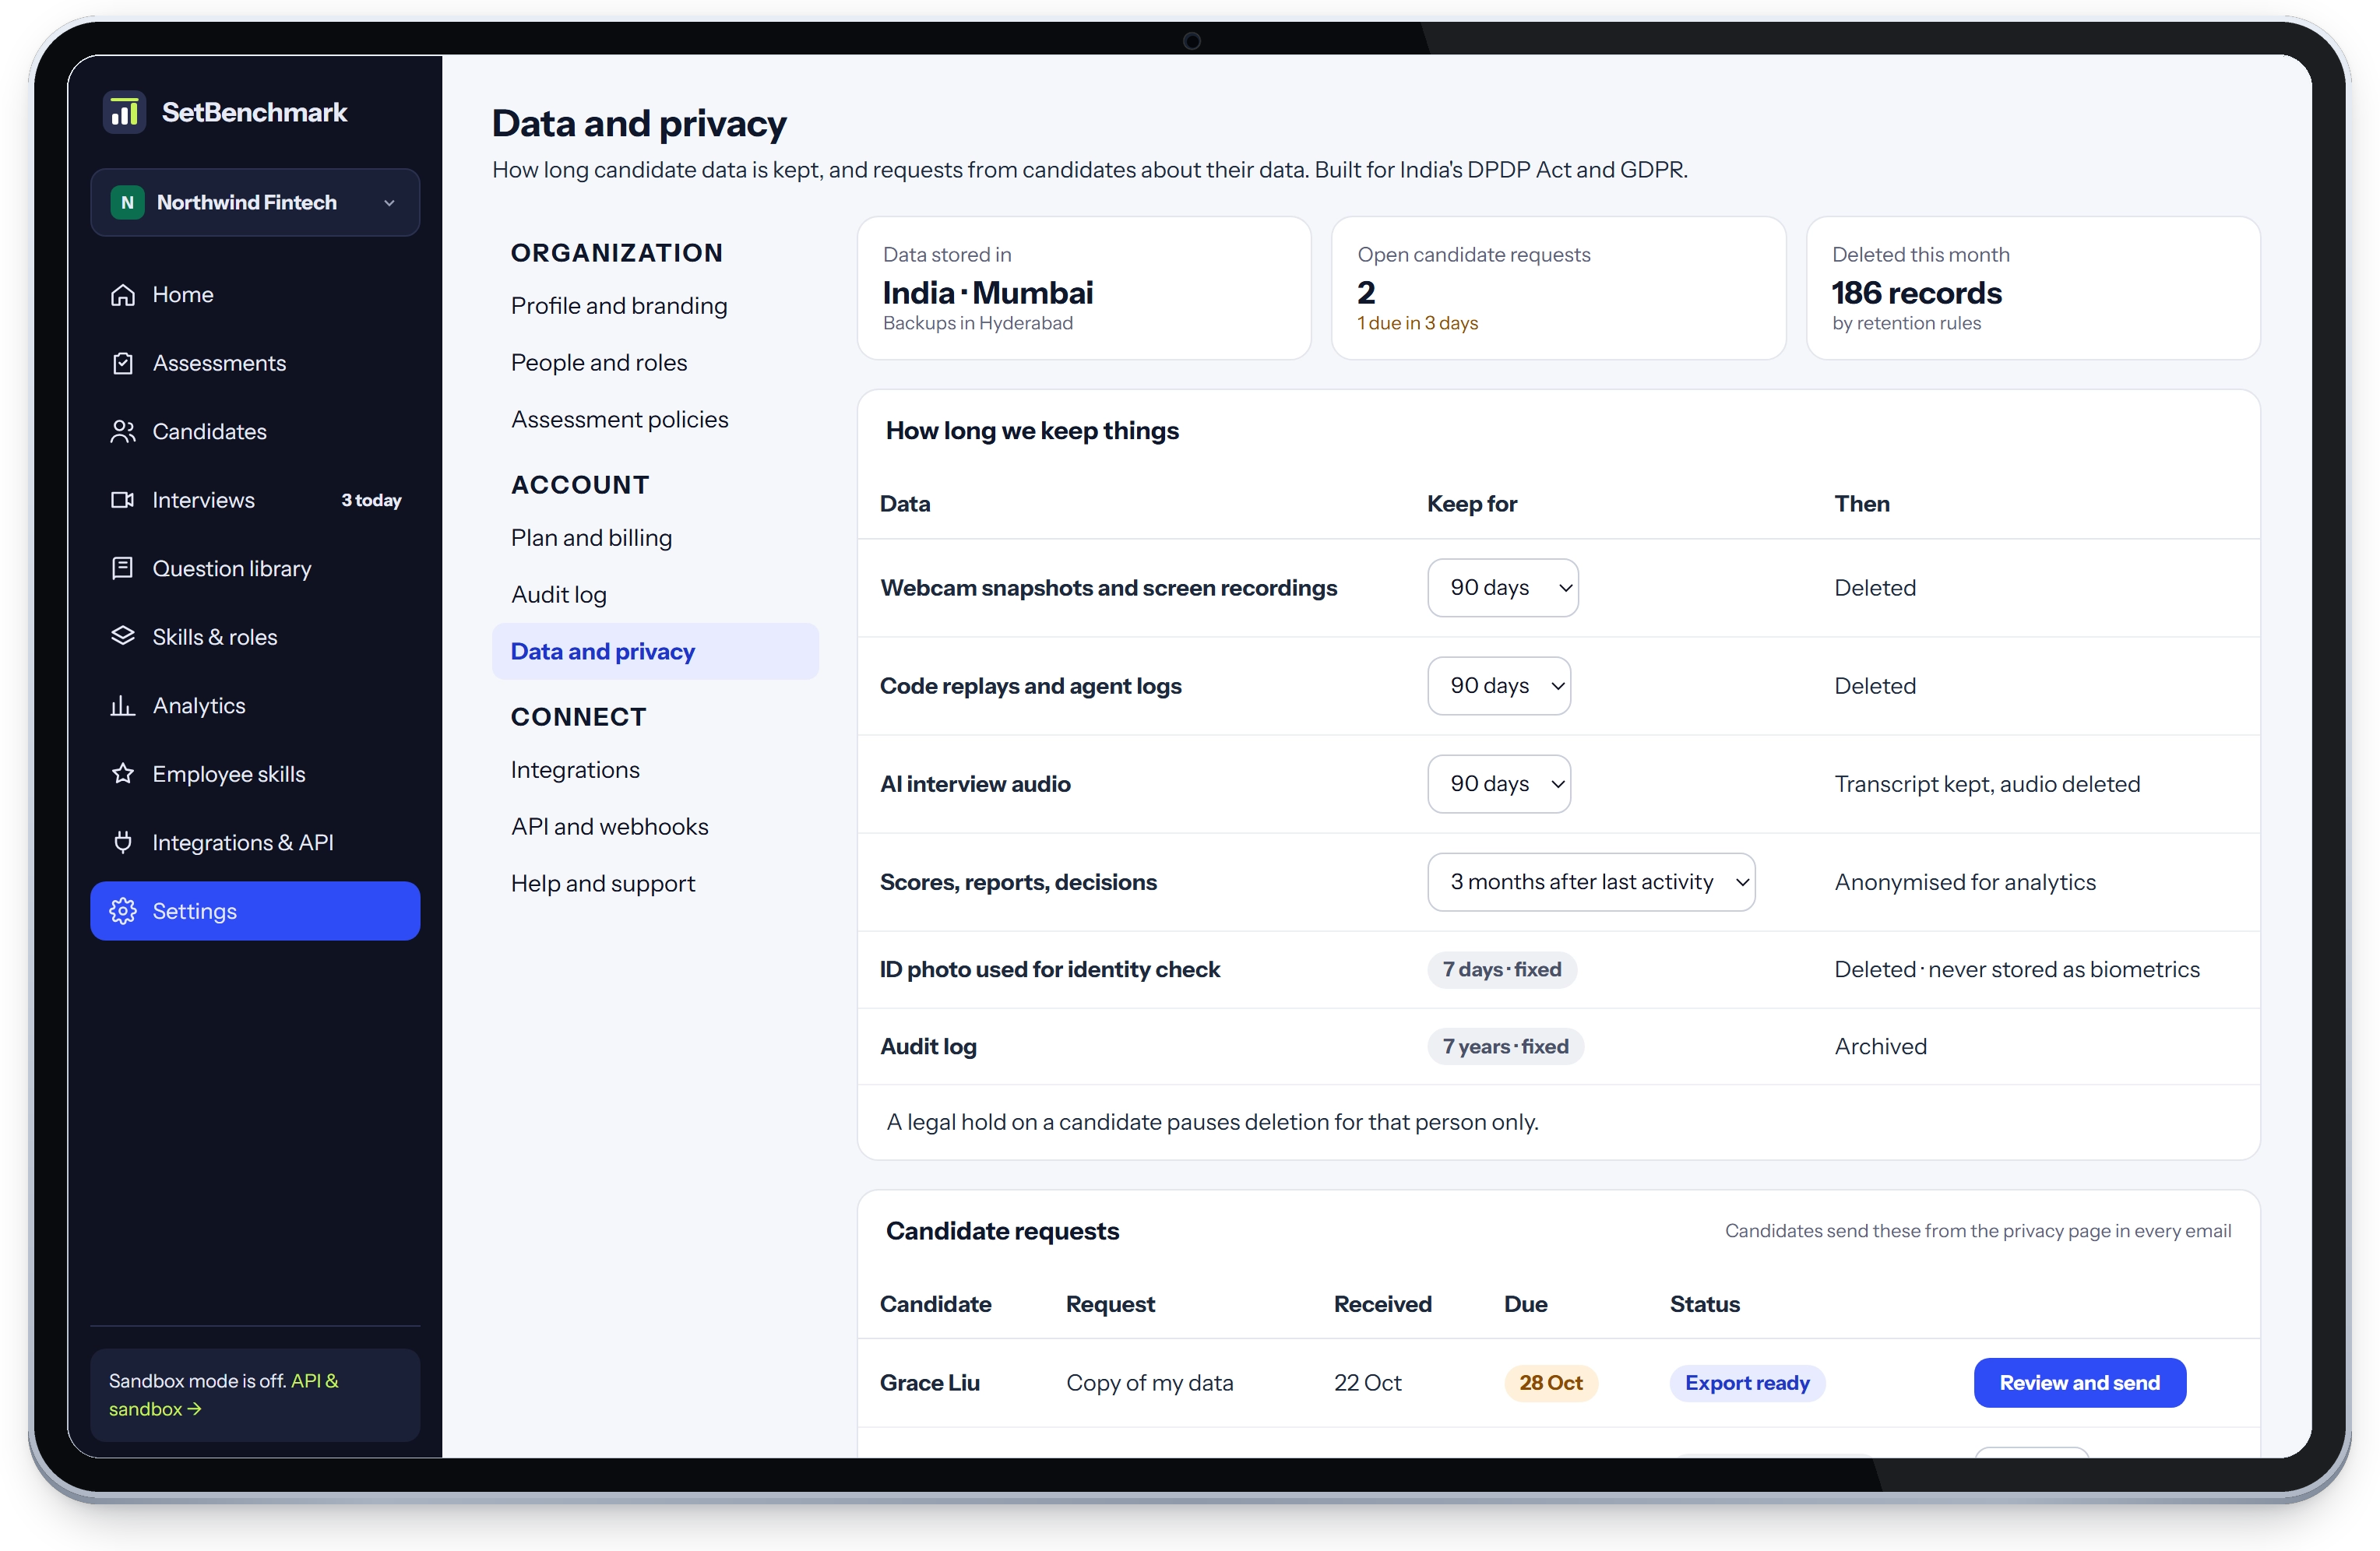 SetBenchmark
N Northwind Fintech
Home
Assessments
Candidates
Interviews 3 today
Question library
Skills & roles
Analytics
Employee skills
Integrations & API
Settings
Sandbox mode is off. API &
sandbox →
Data and privacy
How long candidate data is kept, and requests from candidates about their data. Built for India's DPDP Act and GDPR.
ORGANIZATION
Profile and branding
People and roles
Assessment policies
ACCOUNT
Plan and billing
Audit log
Data and privacy
CONNECT
Integrations
API and webhooks
Help and support
Data stored in
India · Mumbai
Backups in Hyderabad
Open candidate requests
2
1 due in 3 days
Deleted this month
186 records
by retention rules
How long we keep things
Data Keep for Then
Webcam snapshots and screen recordings 90 days Deleted
Code replays and agent logs 90 days Deleted
AI interview audio 90 days Transcript kept, audio deleted
Scores, reports, decisions 3 months after last activity Anonymised for analytics
ID photo used for identity check 7 days · fixed Deleted · never stored as biometrics
Audit log 7 years · fixed Archived
A legal hold on a candidate pauses deletion for that person only.
Candidate requests Candidates send these from the privacy page in every email
Candidate Request Received Due Status
Grace Liu Copy of my data 22 Oct 28 Oct Export ready Review and send